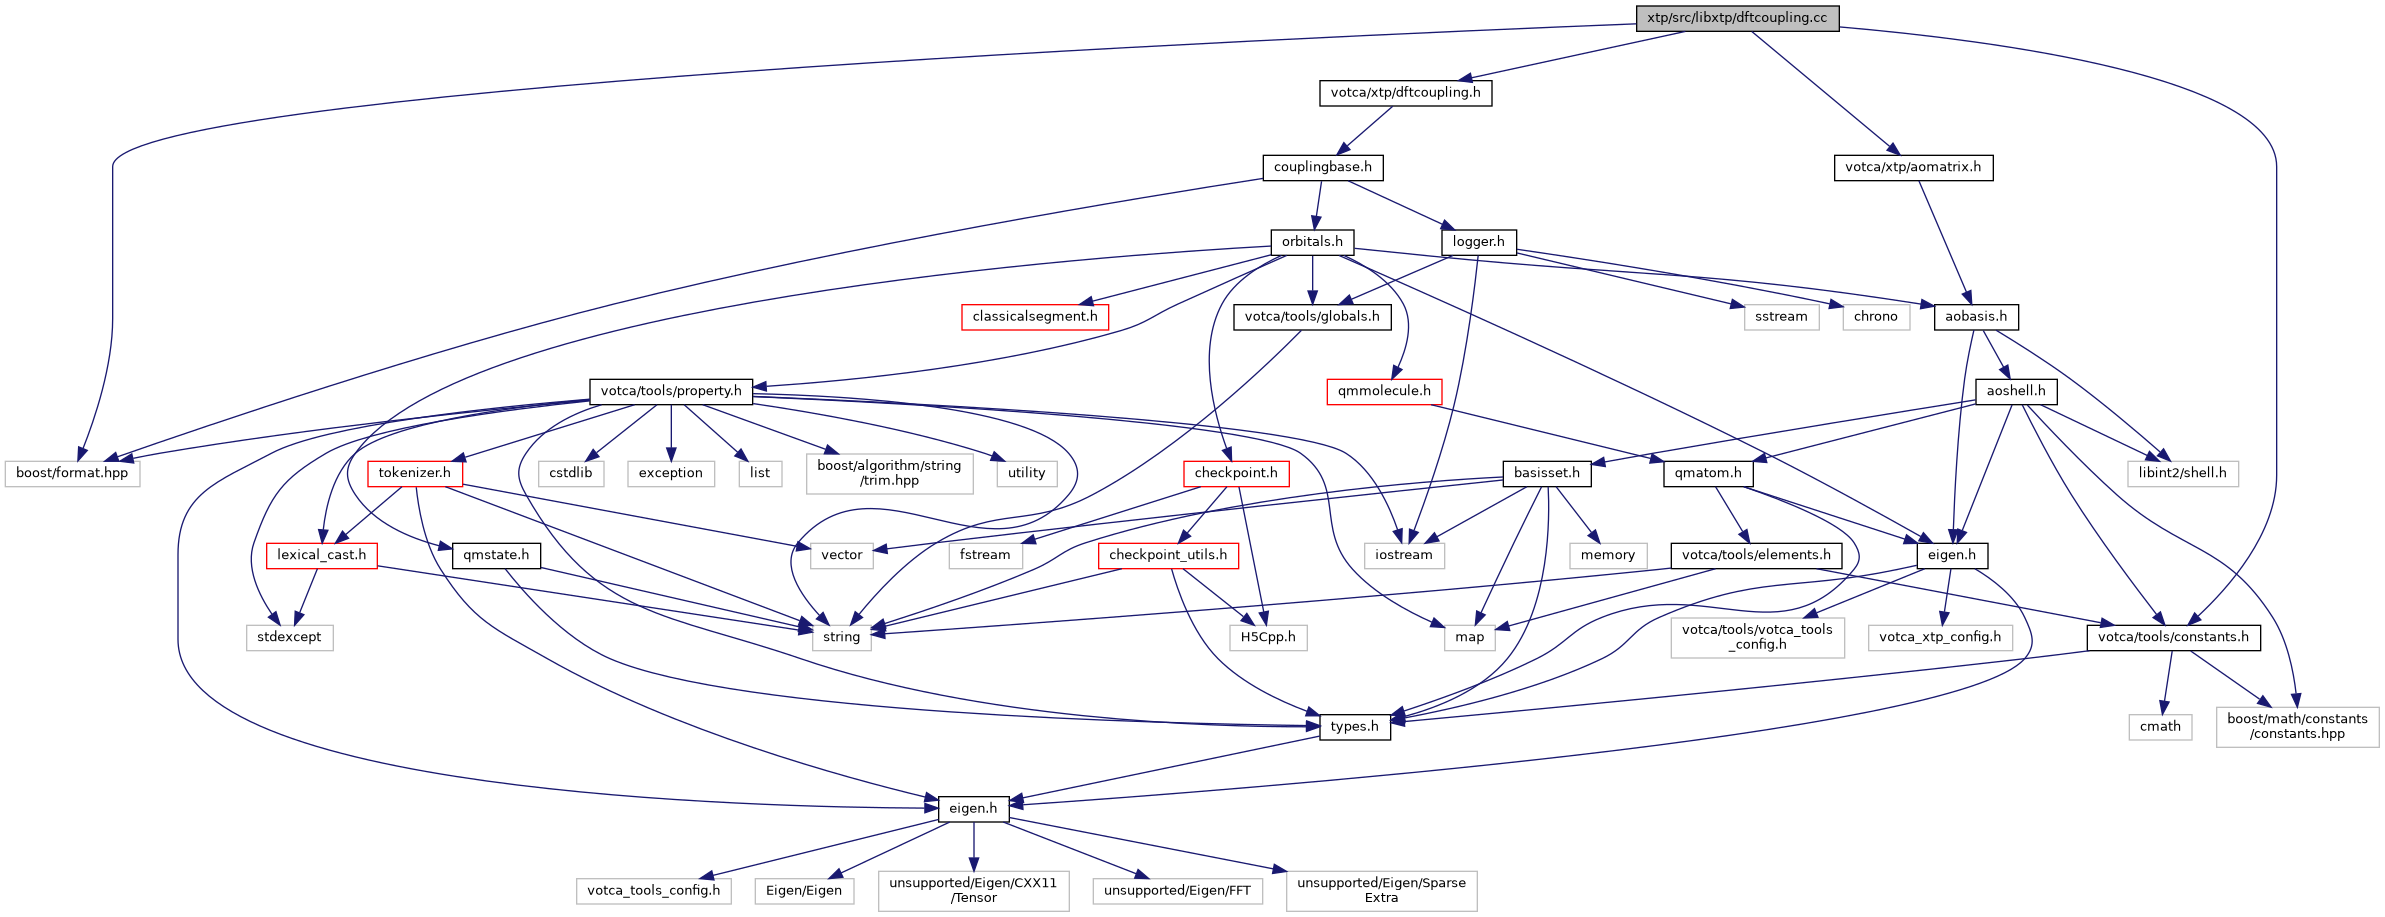 xtp/src/libxtp/dftcoupling.cc
votca/xtp/dftcoupling.h
couplingbase.h
votca/xtp/aomatrix.h
orbitals.h
logger.h
classicalsegment.h
votca/tools/globals.h
sstream
chrono
aobasis.h
votca/tools/property.h
qmmolecule.h
aoshell.h
boost/format.hpp
tokenizer.h
cstdlib
exception
list
boost/algorithm/string
/trim.hpp
utility
checkpoint.h
basisset.h
qmatom.h
libint2/shell.h
lexical_cast.h
qmstate.h
vector
fstream
checkpoint_utils.h
iostream
memory
votca/tools/elements.h
eigen.h
stdexcept
string
H5Cpp.h
map
votca/tools/votca_tools
_config.h
votca_xtp_config.h
votca/tools/constants.h
types.h
cmath
boost/math/constants
/constants.hpp
eigen.h
votca_tools_config.h
Eigen/Eigen
unsupported/Eigen/CXX11
/Tensor
unsupported/Eigen/FFT
unsupported/Eigen/Sparse
Extra